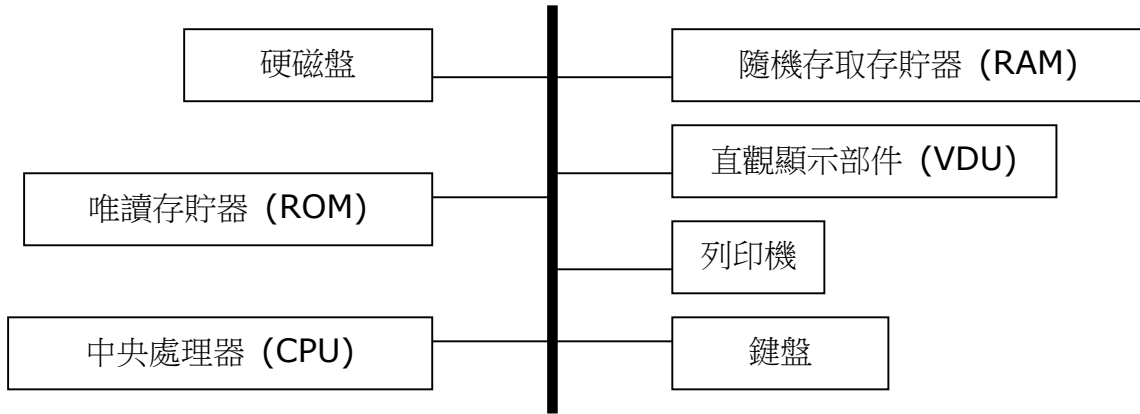 硬磁盤
隨機存取存貯器 (RAM)
直觀顯示部件 (VDU)
唯讀存貯器 (ROM)
列印機
中央處理器 (CPU)
鍵盤